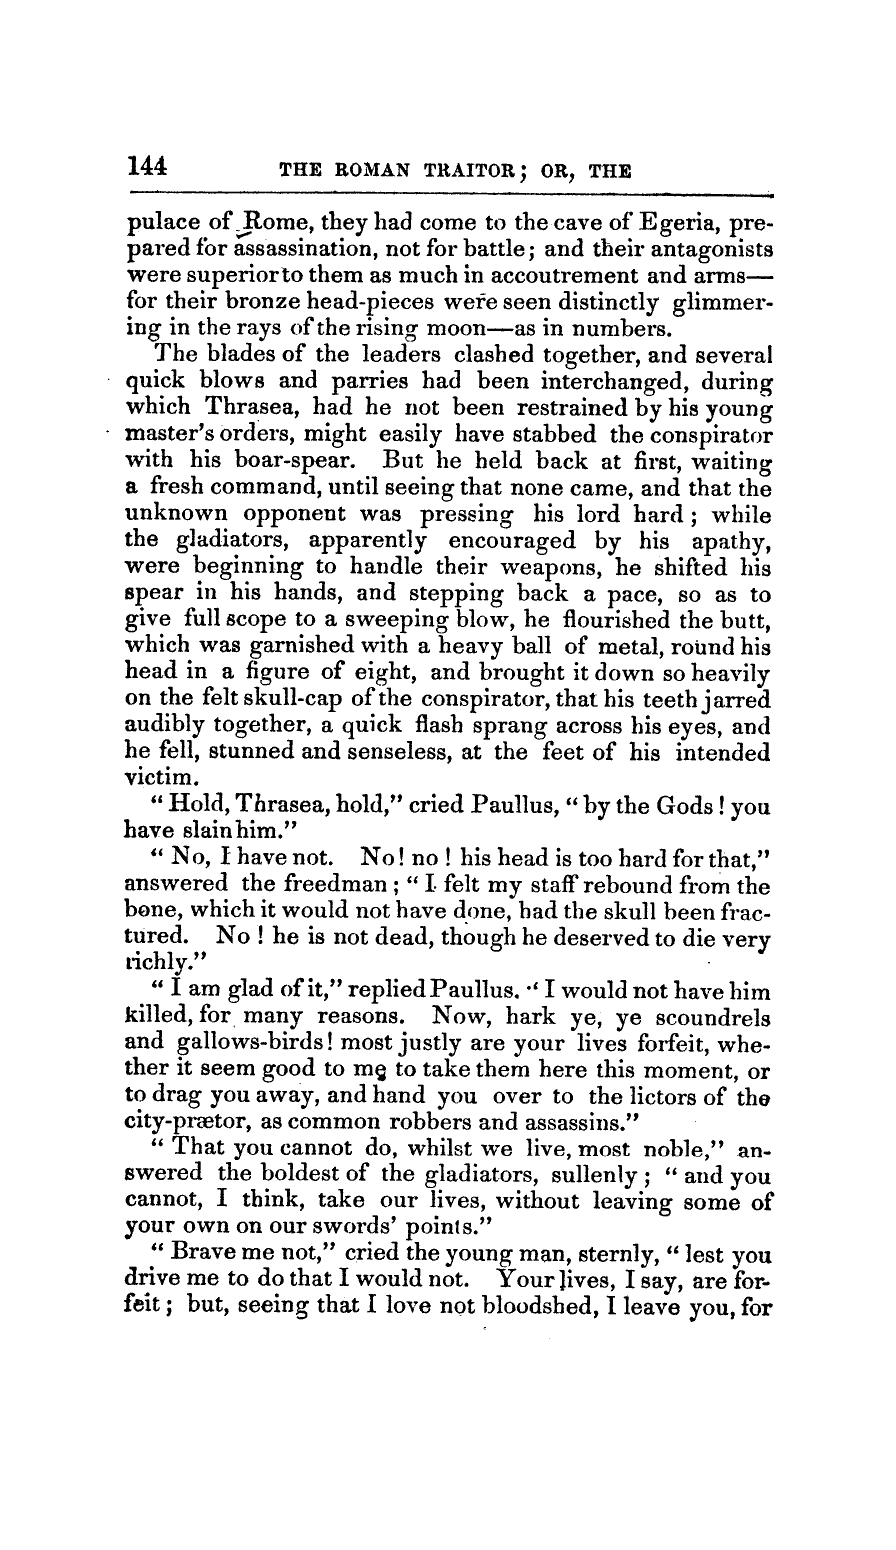 144 THE ROMAN TRAITOR; OR, THE
pulace of Rome, they had come to the cave of Egeria, pre-
pared for assassination, not for battle; and their antagonists
were superior to them as much in accoutrement and arms—
for their bronze head-pieces were seen distinctly glimmer-
ing in the rays of the rising moon—as in numbers.
The blades of the leaders clashed together, and several
quick blows and parries had been interchanged, during
which Thrasea, had he not been restrained by his young
master's orders, might easily have stabbed the conspirator
with his boar-spear. But he held back at first, waiting
a fresh command, until seeing that none came, and that the
unknown opponent was pressing his lord hard; while
the gladiators, apparently encouraged by his apathy,
were beginning to handle their weapons, he shifted his
spear in his hands, and stepping back a pace, so as to
give full scope to a sweeping blow, he flourished the butt,
which was garnished with a heavy ball of metal, round his
head in a figure of eight, and brought it down so heavily
on the felt skull-cap of the conspirator, that his teeth jarred
audibly together, a quick flash sprang across his eyes, and
he fell, stunned and senseless, at the feet of his intended
victim.
"Hold, Thrasea, hold," cried Paullus, "by the Gods! you
have slain him."
"No, I have not. No! no! his head is too hard for that,"
answered the freedman; "I felt my staff rebound from the
bone, which it would not have done, had the skull been frac-
tured. No! he is not dead, though he deserved to die very
richly."
"I am glad of it," replied Paullus. "I would not have him
killed, for many reasons. Now, hark ye, ye scoundrels
and gallows-birds! most justly are your lives forfeit, whe-
ther it seem good to me to take them here this moment, or
to drag you away, and hand you over to the lictors of the
city-prætor, as common robbers and assassins."
"That you cannot do, whilst we live, most noble," an-
swered the boldest of the gladiators, sullenly; "and you
cannot, I think, take our lives, without leaving some of
your own on our swords' points."
"Brave me not," cried the young man, sternly, "lest you
drive me to do that I would not. Your lives, I say, are for-
feit; but, seeing that I love not bloodshed, I leave you, for